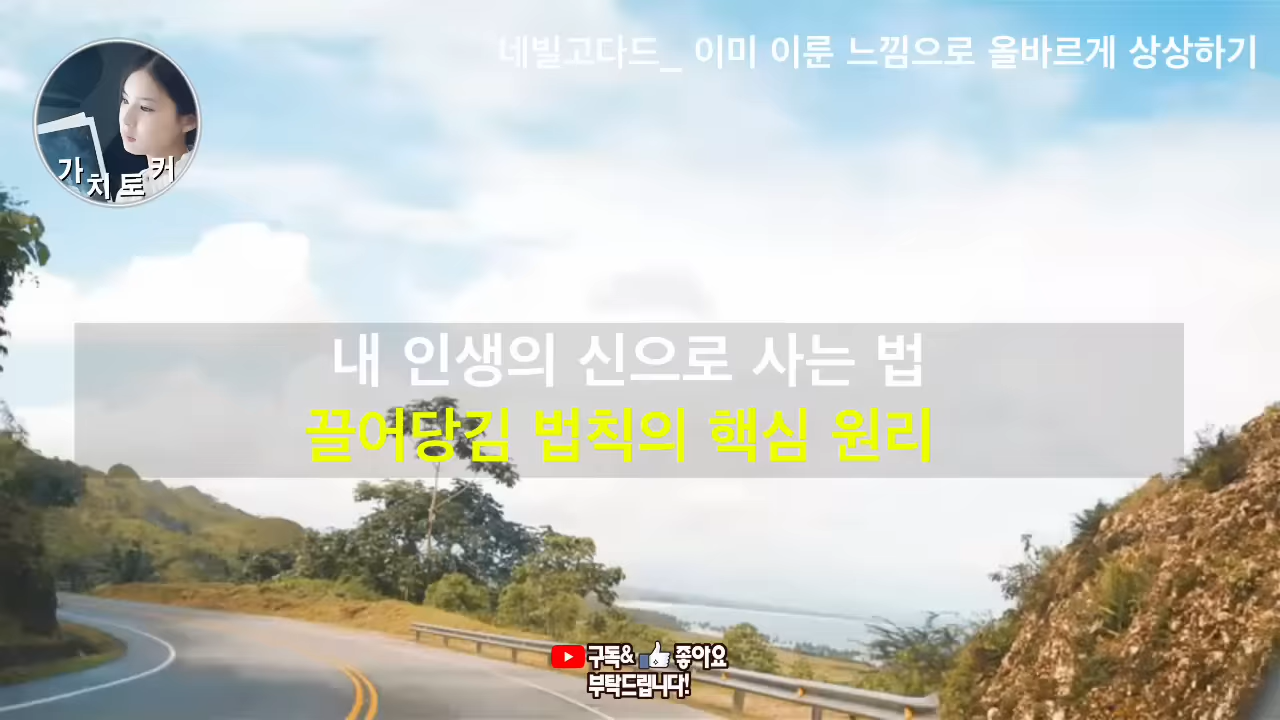 네빌고다드_ 이미 이룬 느낌으로 올바르게 상상하기
가치토커
내 인생의 신으로 사는 법
끌어당김 법칙의 핵심 원리
구독& 좋아요
부탁드립니다!